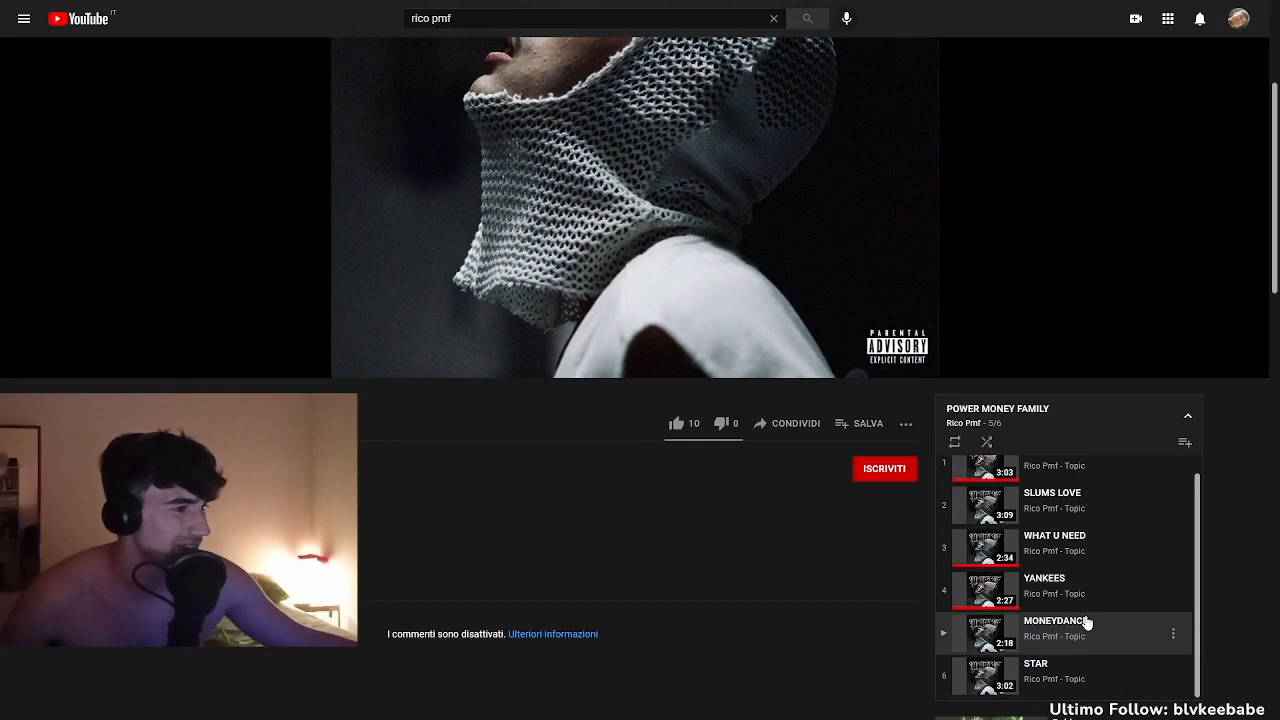 YouTube IT
rico pmf
PARENTAL
ADVISORY
EXPLICIT CONTENT
10
0
CONDIVIDI
SALVA
ISCRIVITI
I commenti sono disattivati. Ulteriori informazioni
POWER MONEY FAMILY
Rico Pmf - 5/6
1
3:03
Rico Pmf - Topic
2
3:09
SLUMS LOVE
Rico Pmf - Topic
3
2:34
WHAT U NEED
Rico Pmf - Topic
4
2:27
YANKEES
Rico Pmf - Topic
2:18
MONEYDANCE
Rico Pmf - Topic
6
3:02
STAR
Rico Pmf - Topic
Ultimo Follow: blvkeebabe